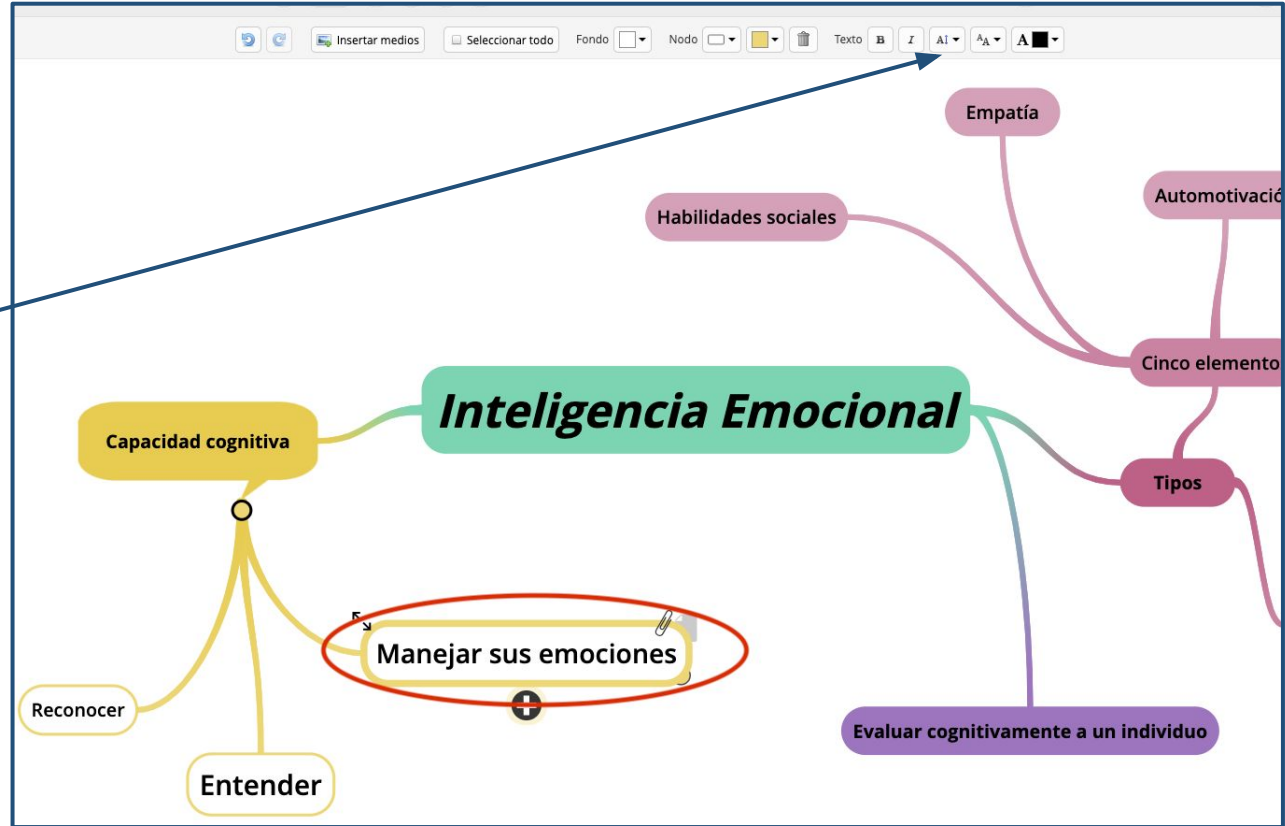 Insertar medios Seleccionar todo Fondo Nodo Texto B I AI AA A
Empatía
Automotivació
Habilidades sociales
Cinco elemento
Inteligencia Emocional
Capacidad cognitiva
Tipos
Manejar sus emociones
Reconocer
Evaluar cognitivamente a un individuo
Entender